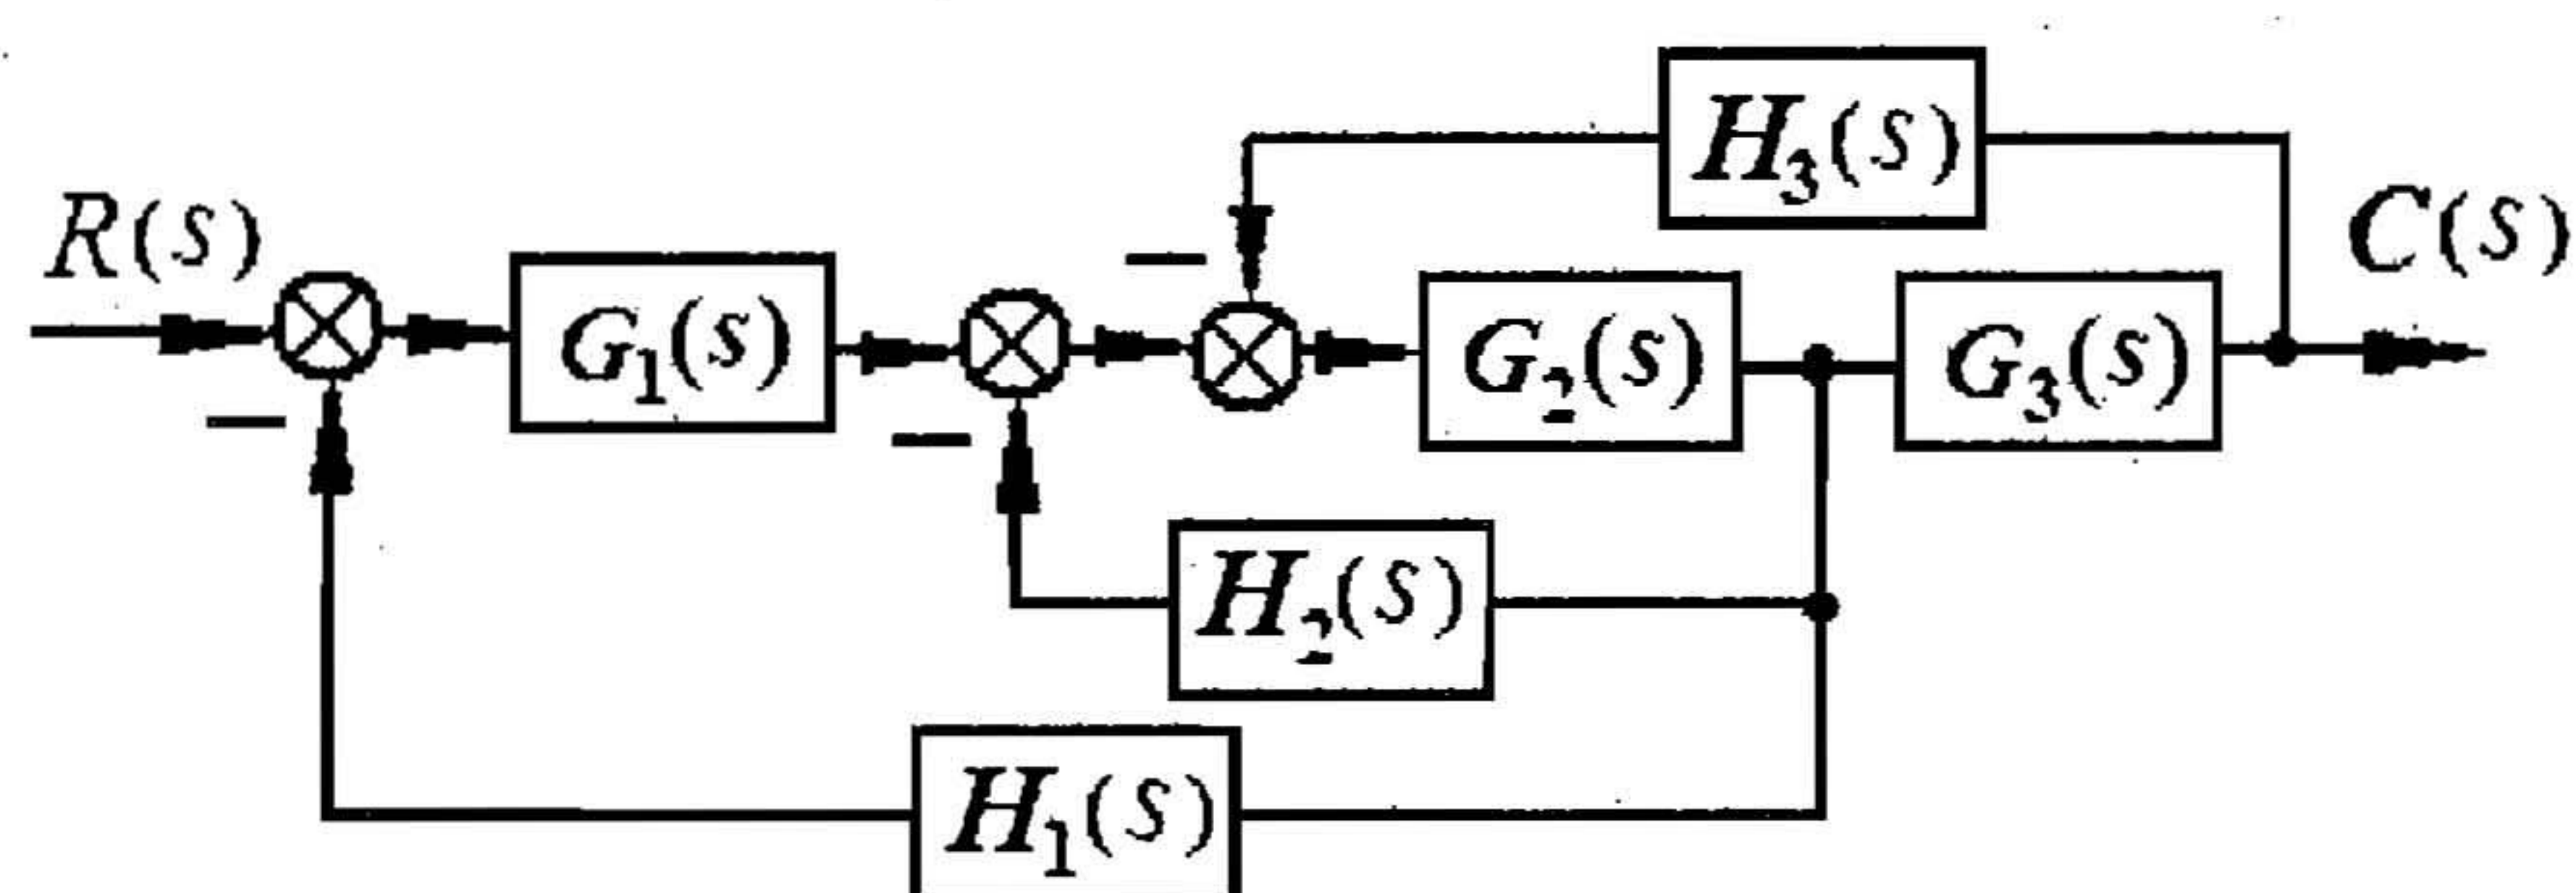 H₃(s)
R(s)
C(s)
−
G₁(s)
G₂(s)
G₃(s)
−
−
H₂(s)
H₁(s)